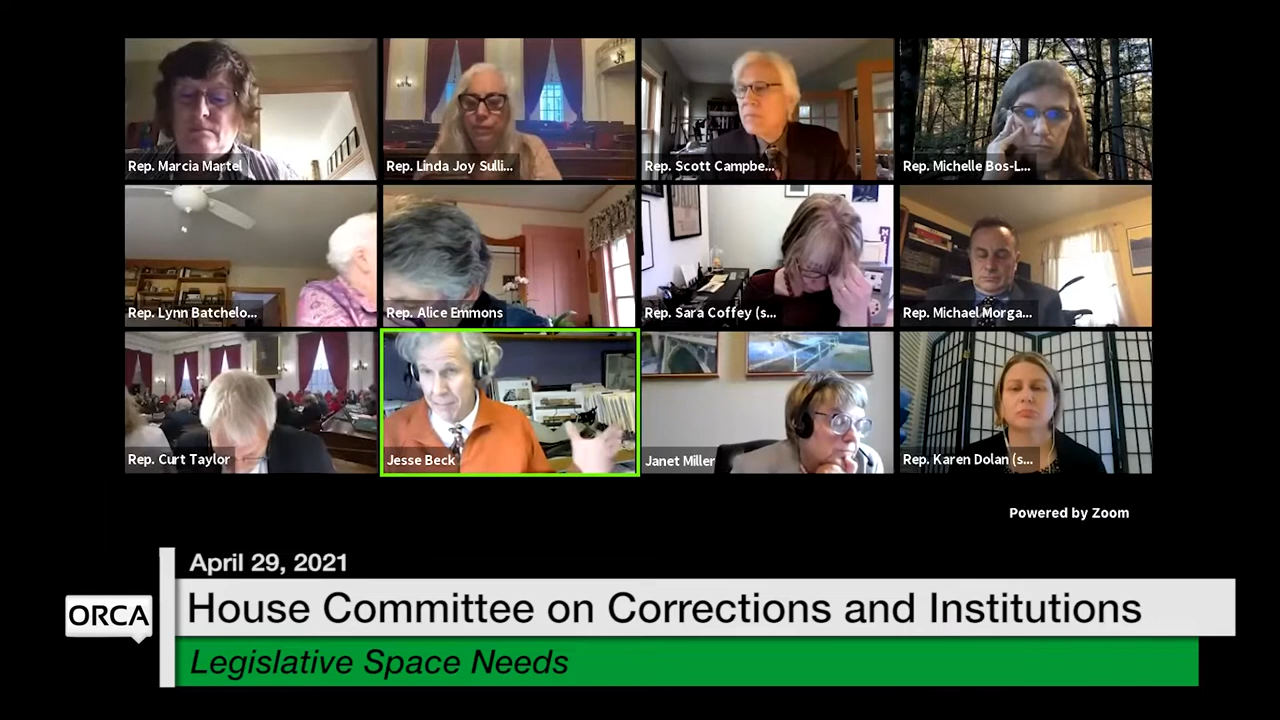 Rep. Marcia Martel
Rep. Linda Joy Sulli...
Rep. Scott Campbe...
Rep. Michelle Bos-L...
Rep. Lynn Batchelo...
Rep. Alice Emmons
Rep. Sara Coffey (s...
Rep. Michael Morga...
Rep. Curt Taylor
Jesse Beck
Janet Miller
Rep. Karen Dolan (s...
Powered by Zoom
April 29, 2021
ORCA
House Committee on Corrections and Institutions
Legislative Space Needs